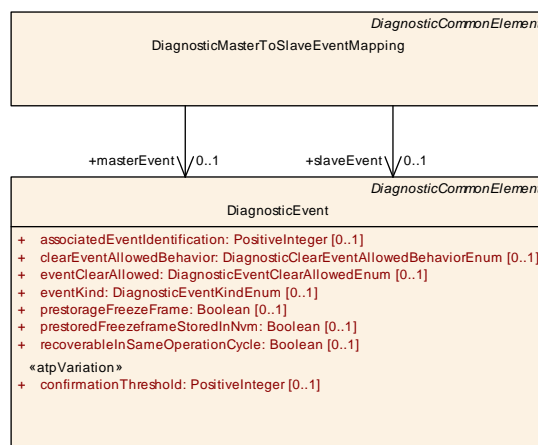 DiagnosticCommonElement
DiagnosticMasterToSlaveEventMapping
+masterEvent 0..1 +slaveEvent 0..1
DiagnosticCommonElement
DiagnosticEvent
+ associatedEventIdentification: PositiveInteger [0..1]
+ clearEventAllowedBehavior: DiagnosticClearEventAllowedBehaviorEnum [0..1]
+ eventClearAllowed: DiagnosticEventClearAllowedEnum [0..1]
+ eventKind: DiagnosticEventKindEnum [0..1]
+ prestorageFreezeFrame: Boolean [0..1]
+ prestoredFreezeframeStoredInNvm: Boolean [0..1]
+ recoverableInSameOperationCycle: Boolean [0..1]
«atpVariation»
+ confirmationThreshold: PositiveInteger [0..1]